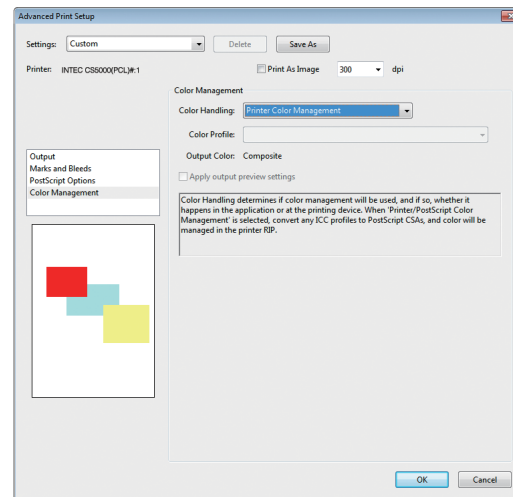 Advanced Print Setup
Settings: Custom Delete Save As
Printer: INTEC CS5000(PCL)#:1 Print As Image 300 dpi
Color Management
Color Handling: Printer Color Management
Color Profile:
Output Color: Composite
Apply output preview settings
Output
Marks and Bleeds
PostScript Options
Color Management
Color Handling determines if color management will be used, and if so, whether it
happens in the application or at the printing device. When 'Printer/PostScript Color
Management' is selected, convert any ICC profiles to PostScript CSAs, and color will be
managed in the printer RIP.
OK Cancel